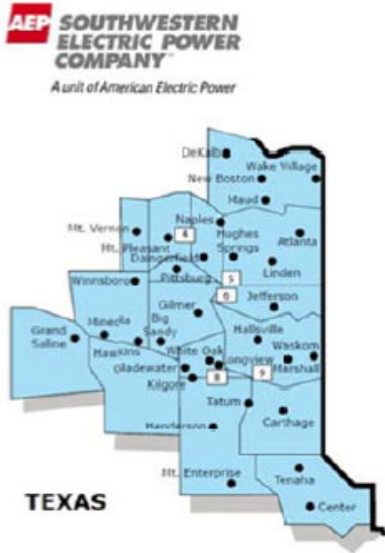 AEP SOUTHWESTERN
ELECTRIC POWER
COMPANY
A unit of American Electric Power
DeKalb
Wake Village
New Boston
Maud
Naples
Mt. Vernon
4
Hughes
Springs
Atlanta
Mt. Pleasant
Daingerfield
Linden
Pittsburg
5
Winnsboro
6
Jefferson
Gilmer
Big
Sandy
Hallsville
Grand
Saline
Mineola
Hawkins
White Oak
Longview
Waskom
Marshall
Gladewater
8
9
Kilgore
Tatum
Carthage
Henderson
Mt. Enterprise
Tenaha
TEXAS
Center